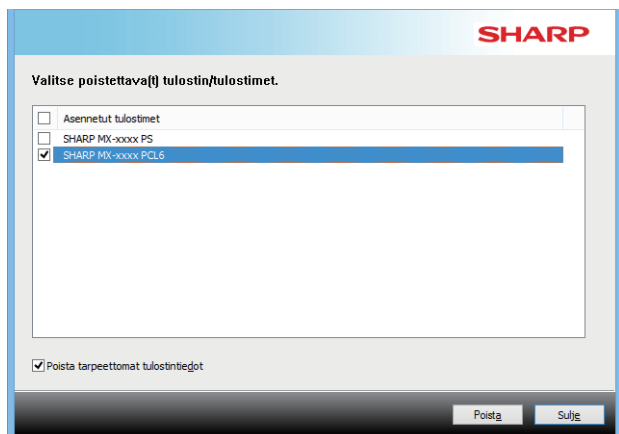 SHARP
Valitse poistettava(t) tulostin/tulostimet.
Asennetut tulostimet
SHARP MX-xxxx PS
SHARP MX-xxxx PCL6
Poista tarpeettomat tulostintiedot
Poista Sulje